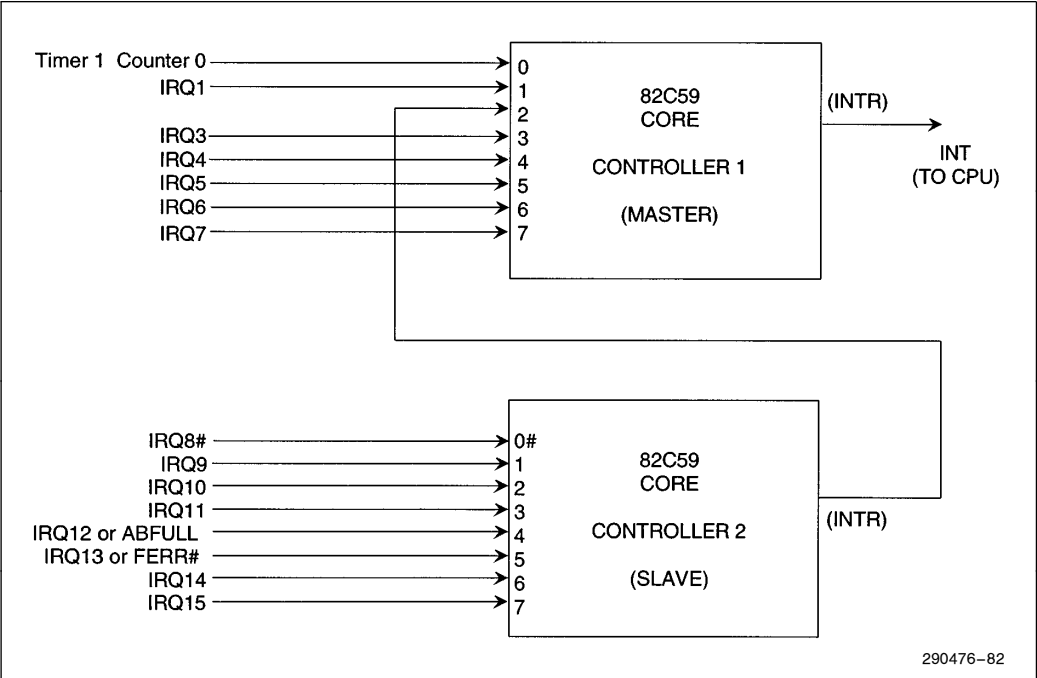 Timer 1 Counter 0
IRQ1
IRQ3
IRQ4
IRQ5
IRQ6
IRQ7
0
1
2
3
4
5
6
7
82C59
CORE
CONTROLLER 1
(MASTER)
(INTR)
INT
(TO CPU)
IRQ8#
IRQ9
IRQ10
IRQ11
IRQ12 or ABFULL
IRQ13 or FERR#
IRQ14
IRQ15
0#
1
2
3
4
5
6
7
82C59
CORE
CONTROLLER 2
(SLAVE)
(INTR)
290476–82